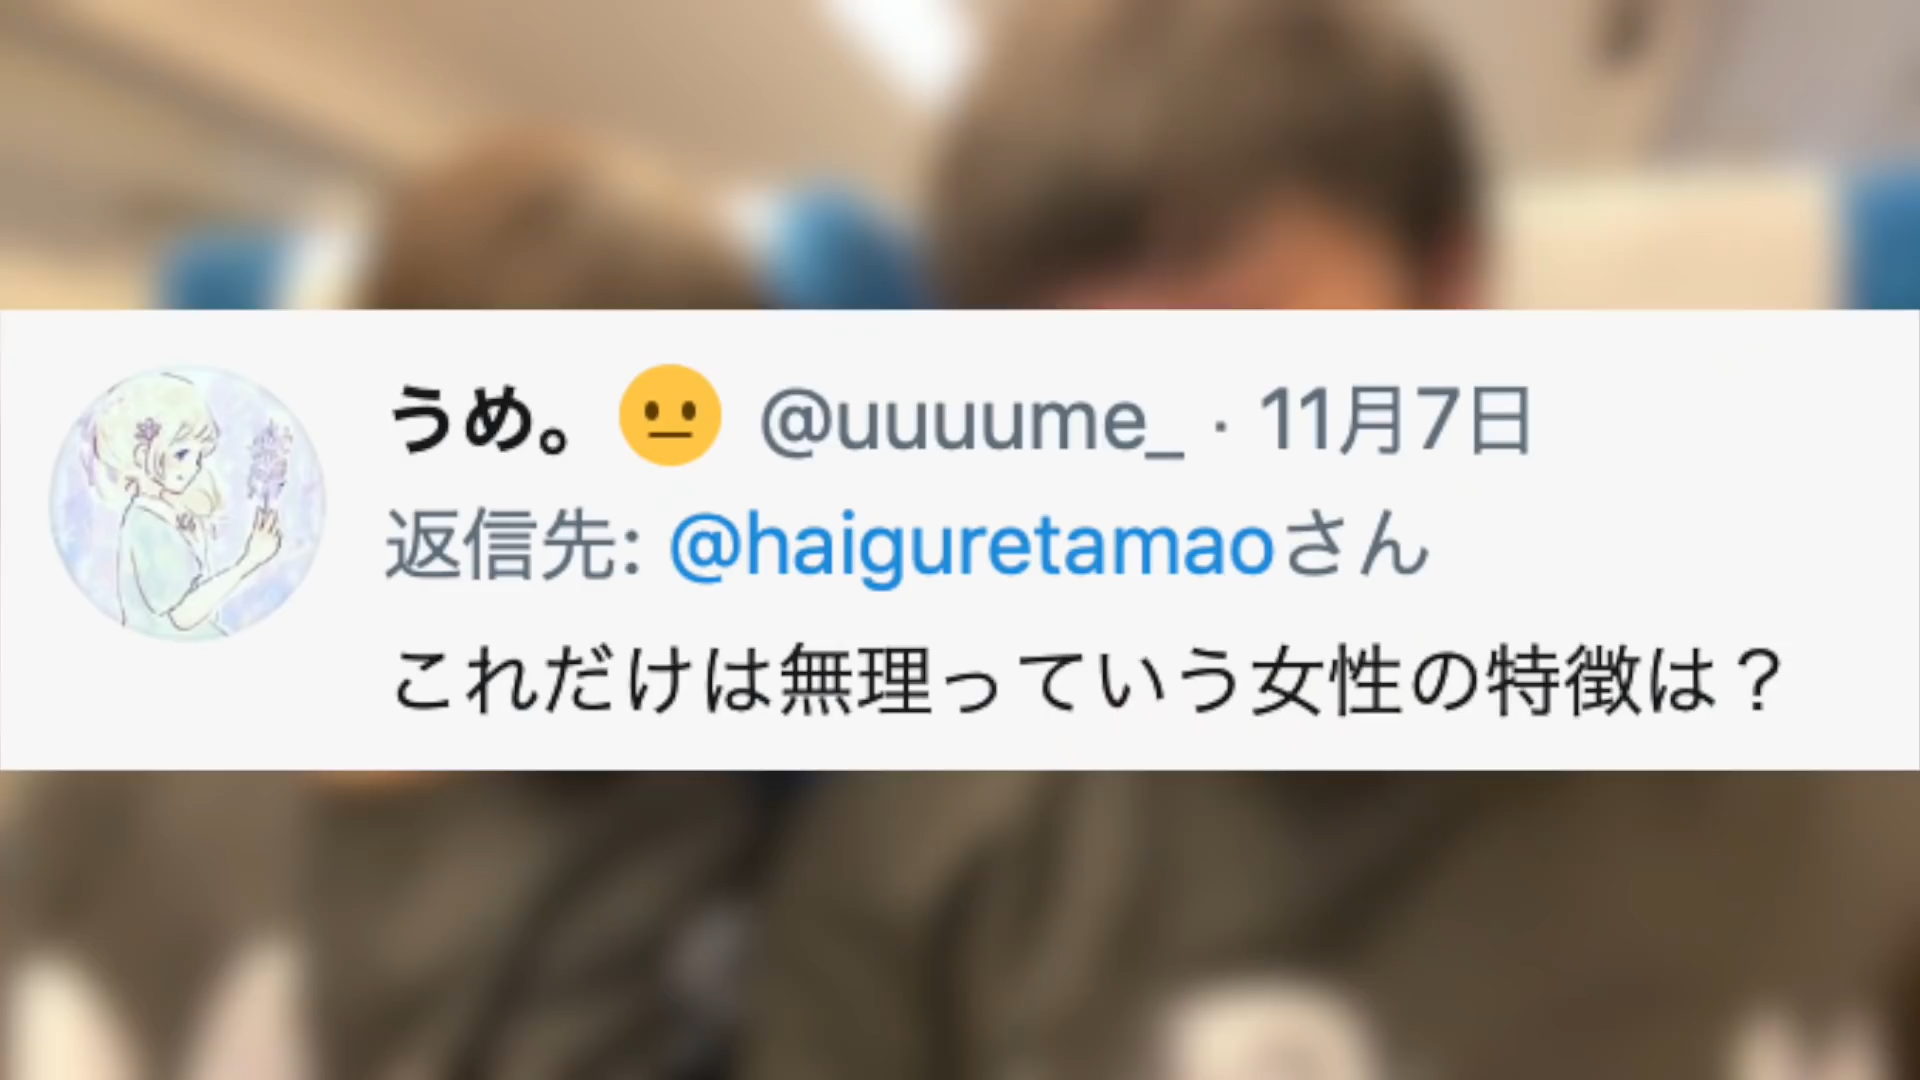 うめ。😐 @uuuume_ · 11月7日
返信先: @haiguretamaoさん
これだけは無理っていう女性の特徴は？